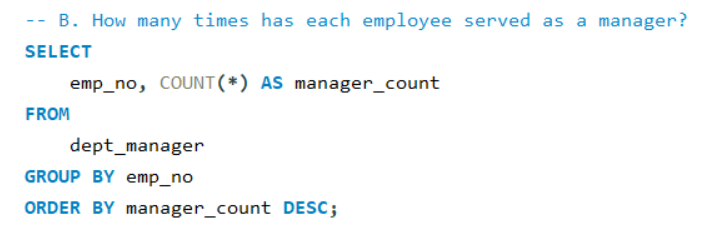 -- B. How many times has each employee served as a manager?
SELECT
emp_no, COUNT(*) AS manager_count
FROM
dept_manager
GROUP BY emp_no
ORDER BY manager_count DESC;